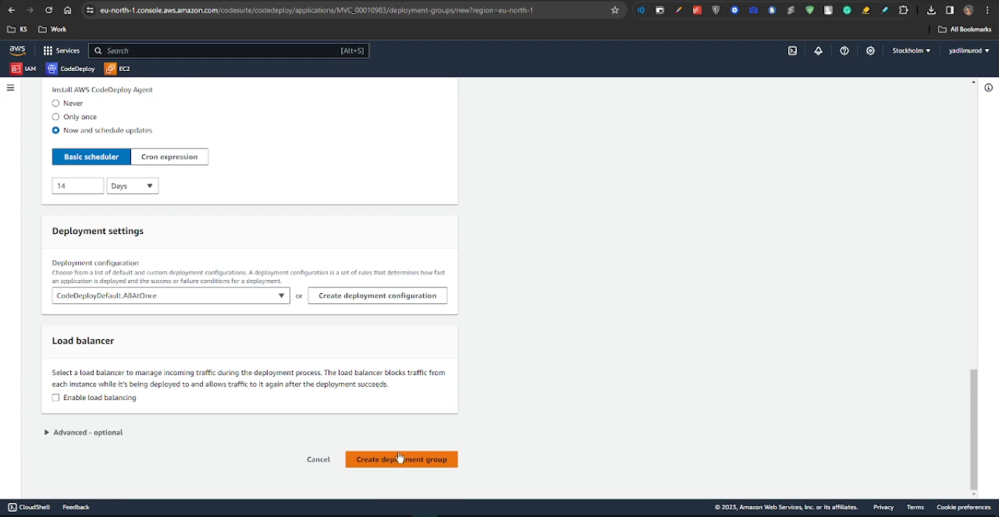 eu-north-1.console.aws.amazon.com/codesuite/codedeploy/applications/MVC_00010983/deployment-groups/new?region=eu-north-1
KS Work All Bookmarks
aws Services Search [Alt+S] Stockholm yadilmurod
IAM CodeDeploy EC2
Install AWS CodeDeploy Agent
Never
Only once
Now and schedule updates
Basic scheduler Cron expression
14 Days
Deployment settings
Deployment configuration
Choose from a list of default and custom deployment configurations. A deployment configuration is a set of rules that determines how fast
an application is deployed and the success or failure conditions for a deployment.
CodeDeployDefault.AllAtOnce or Create deployment configuration
Load balancer
Select a load balancer to manage incoming traffic during the deployment process. The load balancer blocks traffic from
each instance while it's being deployed to and allows traffic to it again after the deployment succeeds.
Enable load balancing
Advanced - optional
Cancel Create deployment group
CloudShell Feedback © 2023, Amazon Web Services, Inc. or its affiliates. Privacy Terms Cookie preferences